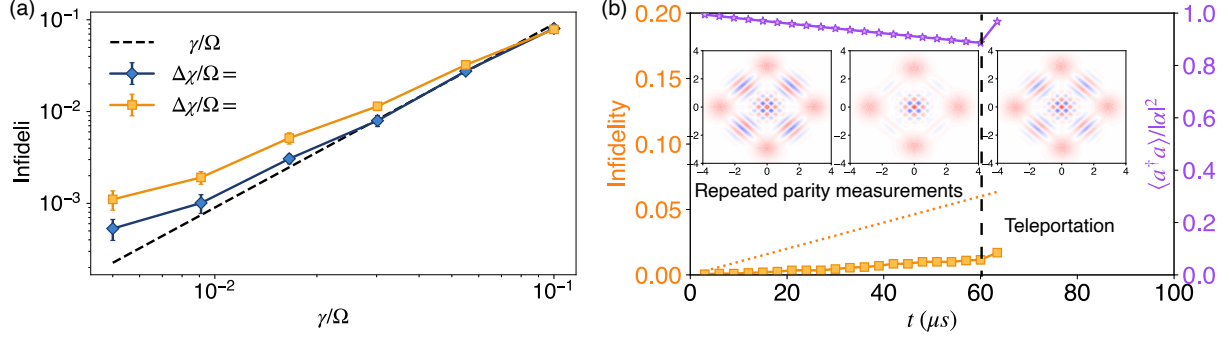 (a)
10⁻¹
10⁻²
10⁻³
Infideli
γ/Ω
Δχ/Ω =
Δχ/Ω =
10⁻²
10⁻¹
γ/Ω
(b)
0.20
0.15
0.10
0.05
0.00
Infidelity
4
2
0
−2
−4
−4 −2 0 2 4
4
2
0
−2
−4
−4 −2 0 2 4
4
2
0
−2
−4
−4 −2 0 2 4
Repeated parity measurements
Teleportation
0 20 40 60 80 100
t (μs)
1.0
0.8
0.6
0.4
0.2
0.0
⟨a†a⟩/|α|²